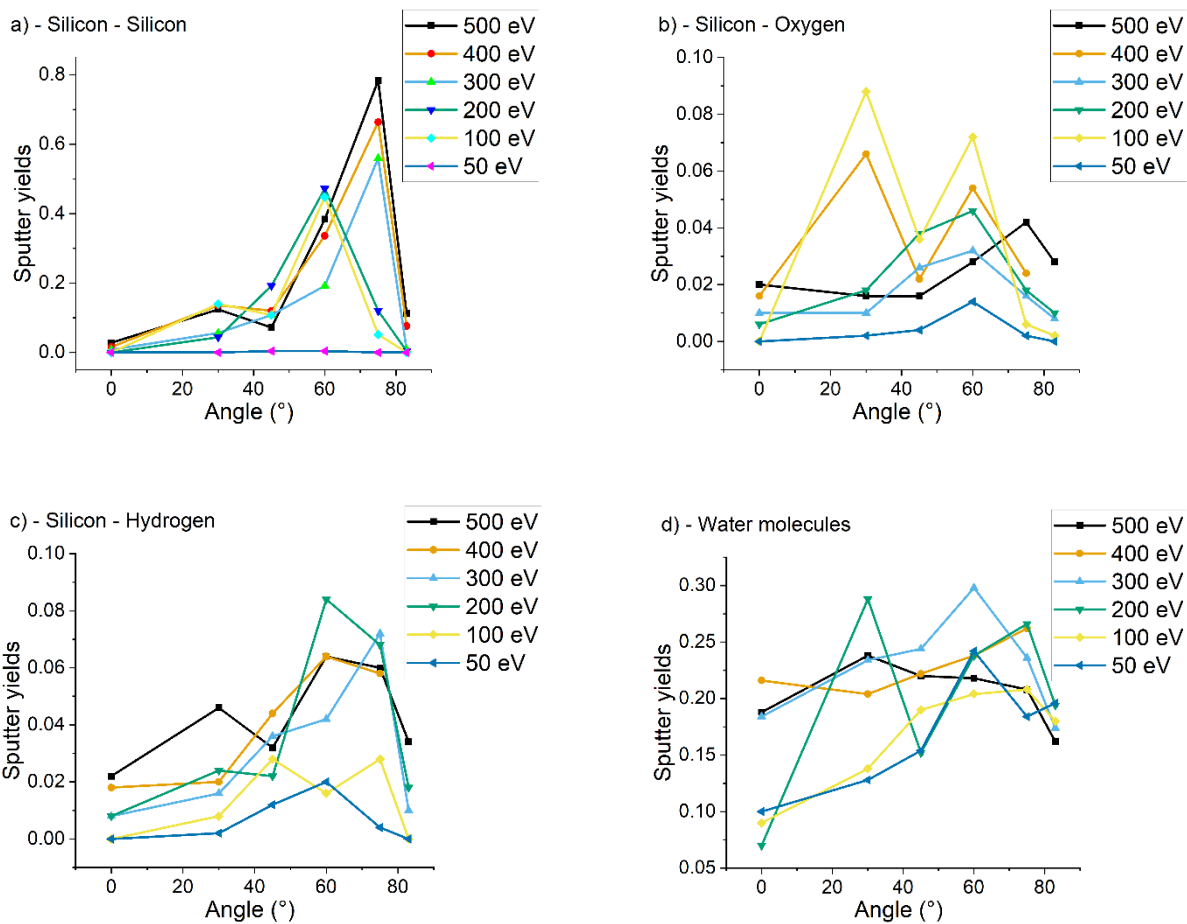 a) - Silicon - Silicon
500 eV
400 eV
300 eV
200 eV
100 eV
50 eV
0.8
0.6
0.4
0.2
0.0
Sputter yields
0 20 40 60 80
Angle (°)
b) - Silicon - Oxygen
500 eV
400 eV
300 eV
200 eV
100 eV
50 eV
0.10
0.08
0.06
0.04
0.02
0.00
Sputter yields
0 20 40 60 80
Angle (°)
c) - Silicon - Hydrogen
500 eV
400 eV
300 eV
200 eV
100 eV
50 eV
0.10
0.08
0.06
0.04
0.02
0.00
Sputter yields
0 20 40 60 80
Angle (°)
d) - Water molecules
500 eV
400 eV
300 eV
200 eV
100 eV
50 eV
0.30
0.25
0.20
0.15
0.10
0.05
Sputter yields
0 20 40 60 80
Angle (°)